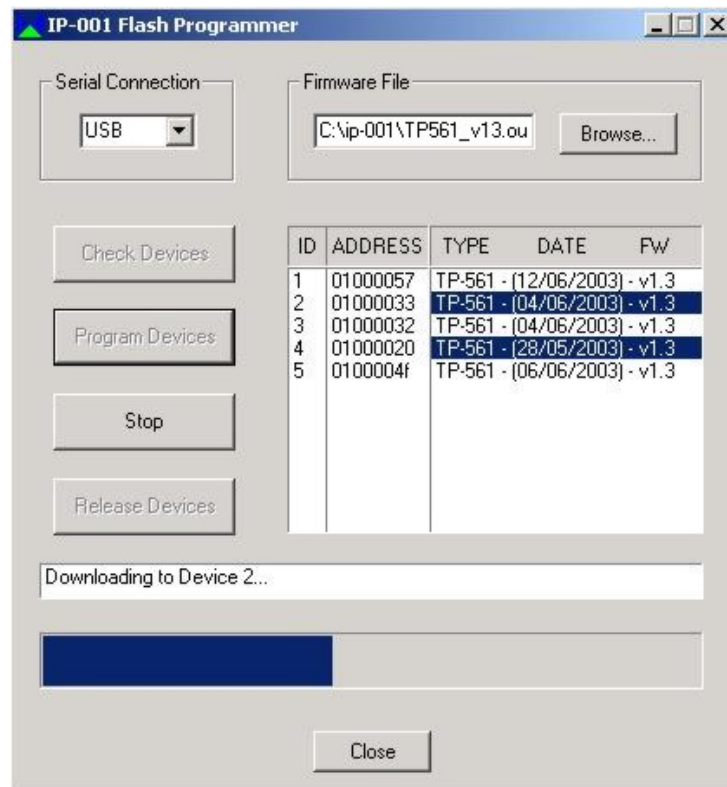 IP-001 Flash Programmer
Serial Connection
Firmware File
USB
C:\ip-001\TP561_v13.ou
Browse...
Check Devices
Program Devices
Stop
Release Devices
ID ADDRESS TYPE DATE FW
1 01000057 TP-561 - (12/06/2003) - v1.3
2 01000033 TP-561 - (04/06/2003) - v1.3
3 01000032 TP-561 - (04/06/2003) - v1.3
4 01000020 TP-561 - (28/05/2003) - v1.3
5 0100004f TP-561 - (06/06/2003) - v1.3
Downloading to Device 2...
Close